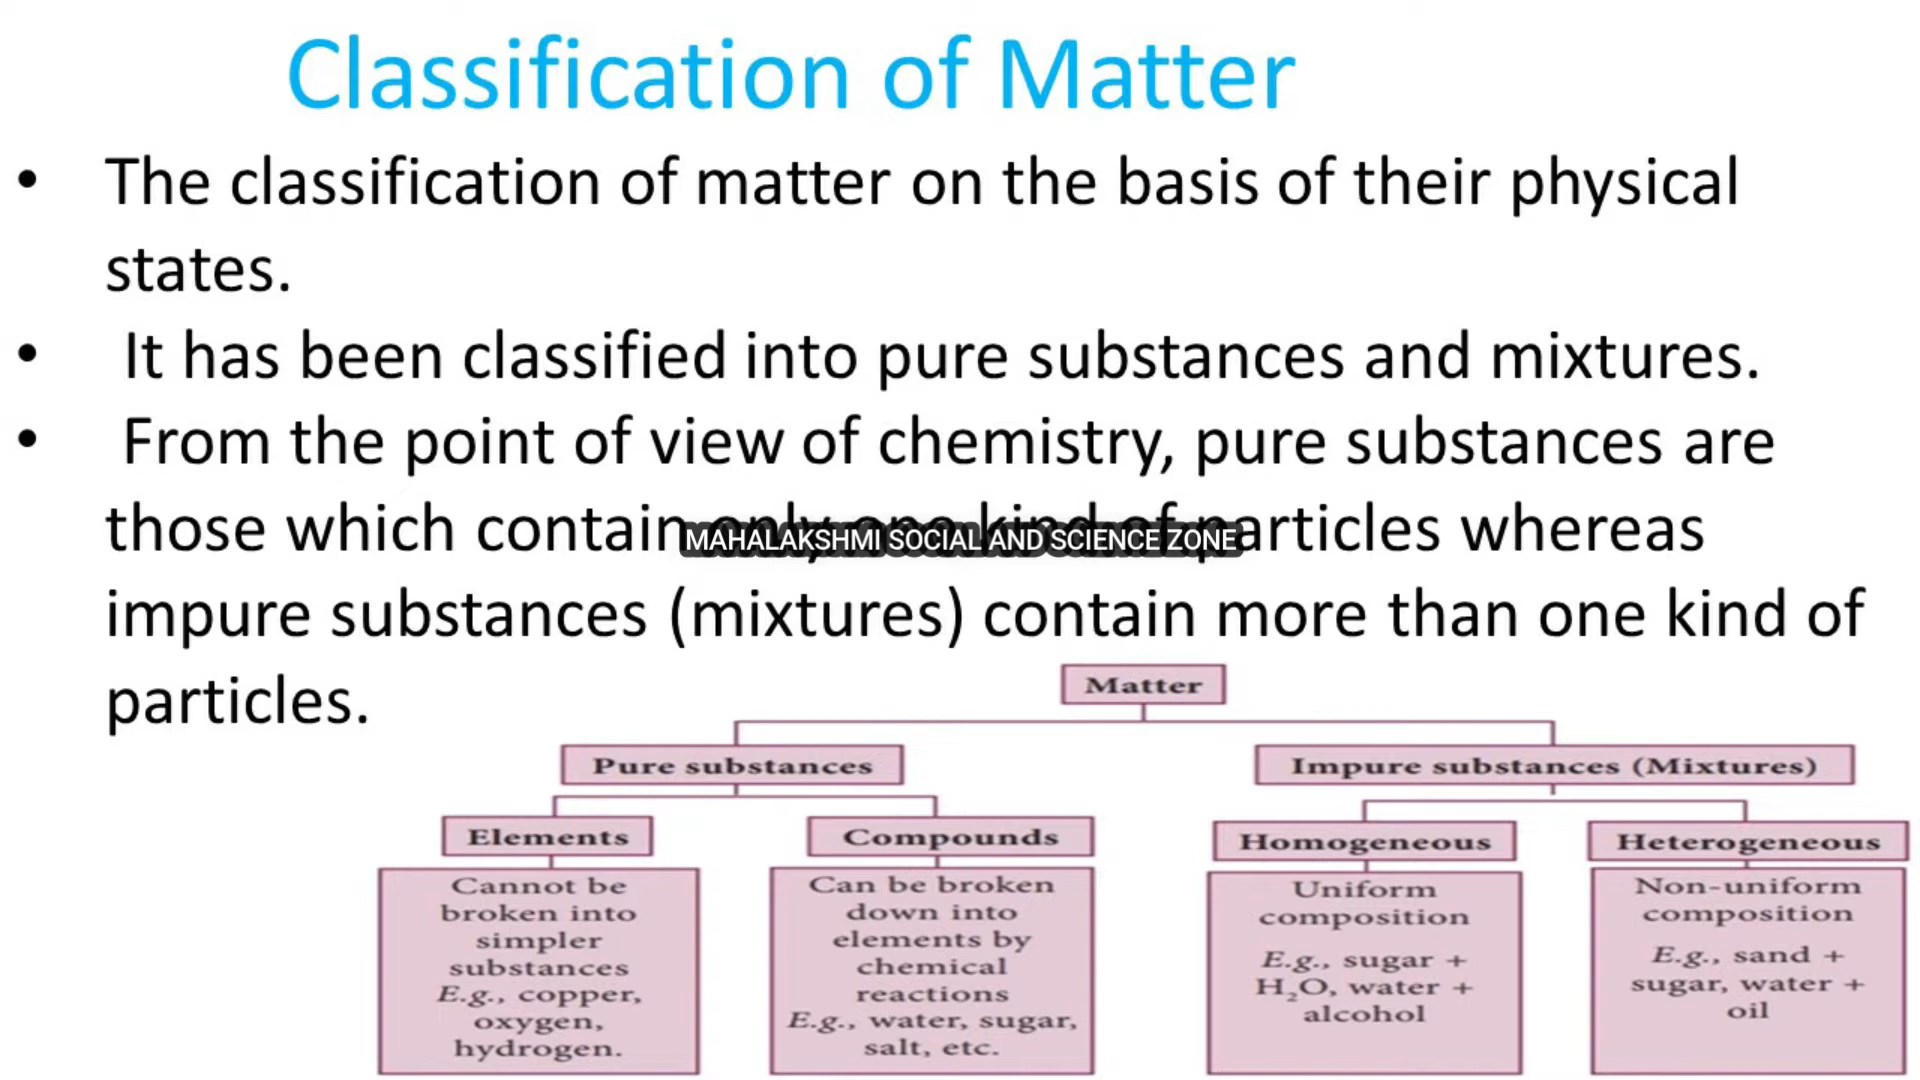 Classification of Matter
• The classification of matter on the basis of their physical
states.
• It has been classified into pure substances and mixtures.
• From the point of view of chemistry, pure substances are
those which contain only one kind of particles whereas
MAHALAKSHMI SOCIAL AND SCIENCE ZONE
impure substances (mixtures) contain more than one kind of
particles.
Matter
Pure substances
Impure substances (Mixtures)
Elements
Compounds
Homogeneous
Heterogeneous
Cannot be
broken into
simpler
substances
E.g., copper,
oxygen,
hydrogen.
Can be broken
down into
elements by
chemical
reactions
E.g., water, sugar,
salt, etc.
Uniform
composition
E.g., sugar +
H₂O, water +
alcohol
Non-uniform
composition
E.g., sand +
sugar, water +
oil